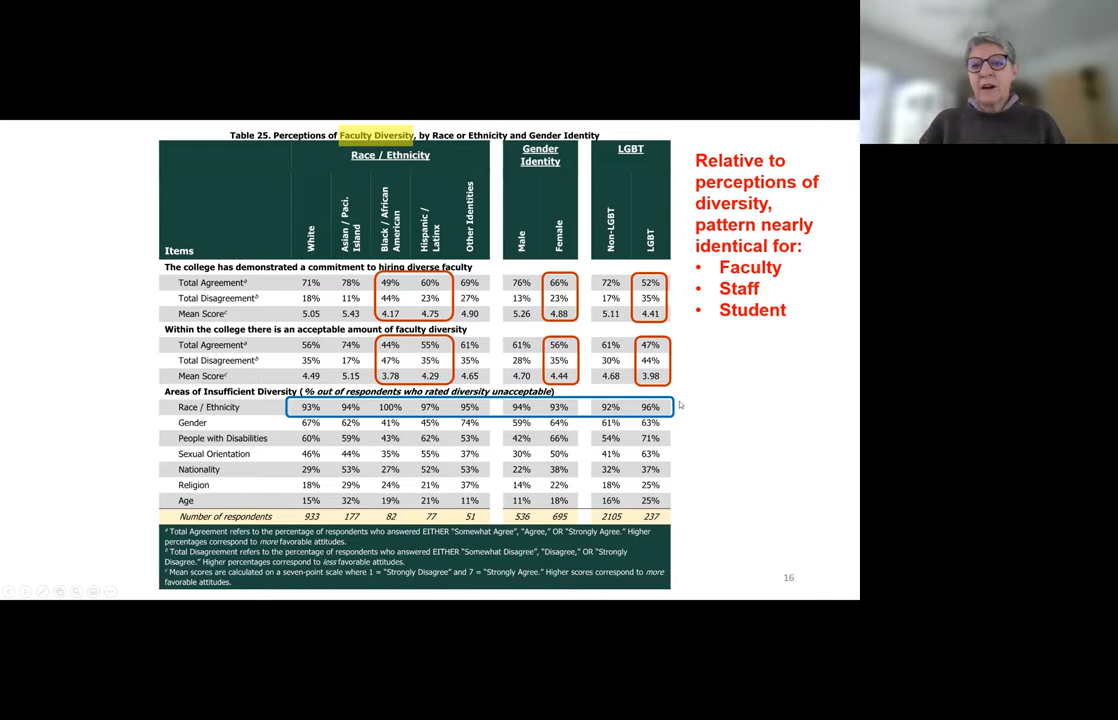 Table 25. Perceptions of Faculty Diversity, by Race or Ethnicity and Gender Identity
Items
Race / Ethnicity
Gender Identity
LGBT
White
Asian / Paci. Island
Black / African American
Hispanic / Latinx
Other Identities
Male
Female
Non-LGBT
LGBT
The college has demonstrated a commitment to hiring diverse faculty
Total Agreementa 71% 78% 49% 60% 69% 76% 66% 72% 52%
Total Disagreementb 18% 11% 44% 23% 27% 13% 23% 17% 35%
Mean Scorec 5.05 5.43 4.17 4.75 4.90 5.26 4.88 5.11 4.41
Within the college there is an acceptable amount of faculty diversity
Total Agreementa 56% 74% 44% 55% 61% 61% 56% 61% 47%
Total Disagreementb 35% 17% 47% 35% 35% 28% 35% 30% 44%
Mean Scorec 4.49 5.15 3.78 4.29 4.65 4.70 4.44 4.68 3.98
Areas of Insufficient Diversity ( % out of respondents who rated diversity unacceptable)
Race / Ethnicity 93% 94% 100% 97% 95% 94% 93% 92% 96%
Gender 67% 62% 41% 45% 74% 59% 64% 61% 63%
People with Disabilities 60% 59% 43% 62% 53% 42% 66% 54% 71%
Sexual Orientation 46% 44% 35% 55% 37% 30% 50% 41% 63%
Nationality 29% 53% 27% 52% 53% 22% 38% 32% 37%
Religion 18% 29% 24% 21% 37% 14% 22% 18% 25%
Age 15% 32% 19% 21% 11% 11% 18% 16% 25%
Number of respondents 933 177 82 77 51 536 695 2105 237
a Total Agreement refers to the percentage of respondents who answered EITHER “Somewhat Agree”, “Agree,” OR “Strongly Agree.” Higher
percentages correspond to more favorable attitudes.
b Total Disagreement refers to the percentage of respondents who answered EITHER “Somewhat Disagree”, “Disagree,” OR “Strongly
Disagree.” Higher percentages correspond to less favorable attitudes.
c Mean scores are calculated on a seven-point scale where 1 = “Strongly Disagree” and 7 = “Strongly Agree.” Higher scores correspond to more
favorable attitudes.
Relative to
perceptions of
diversity,
pattern nearly
identical for:
• Faculty
• Staff
• Student
16